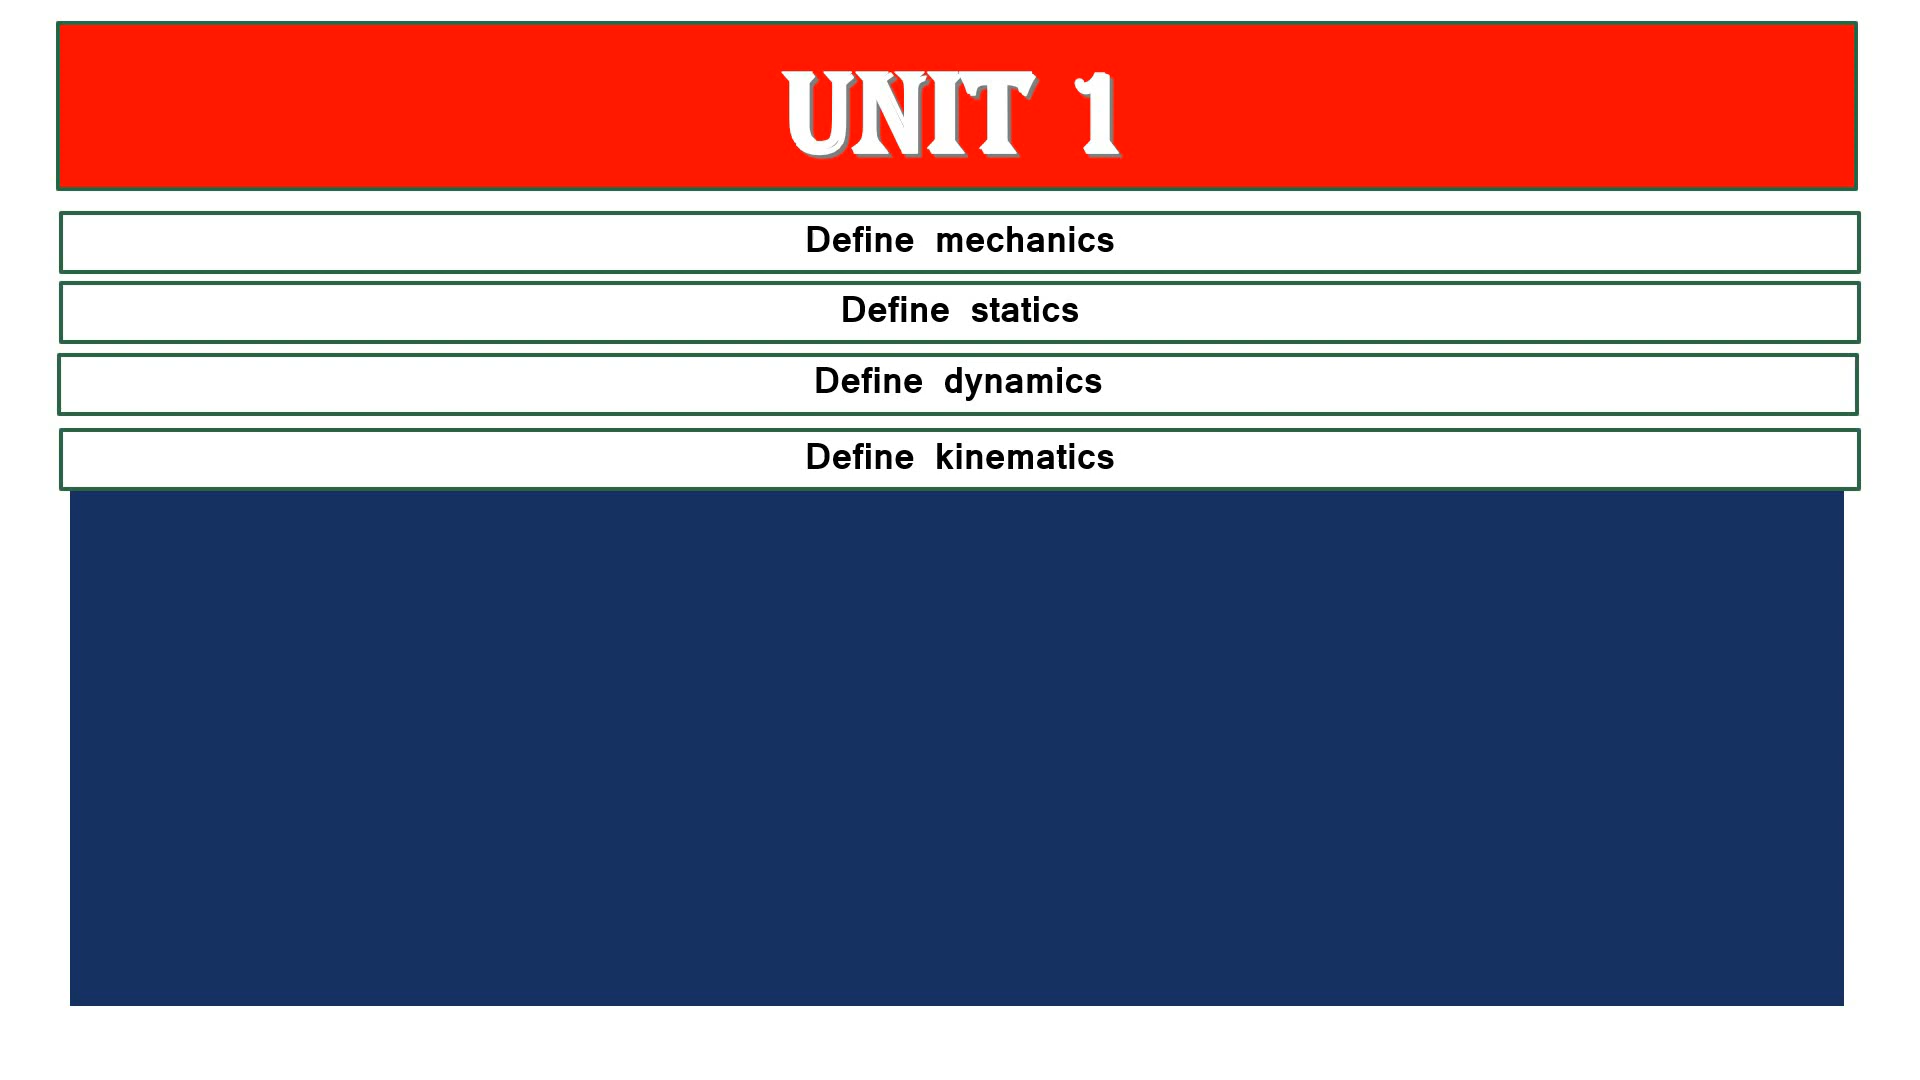 UNIT 1
Define mechanics
Define statics
Define dynamics
Define kinematics